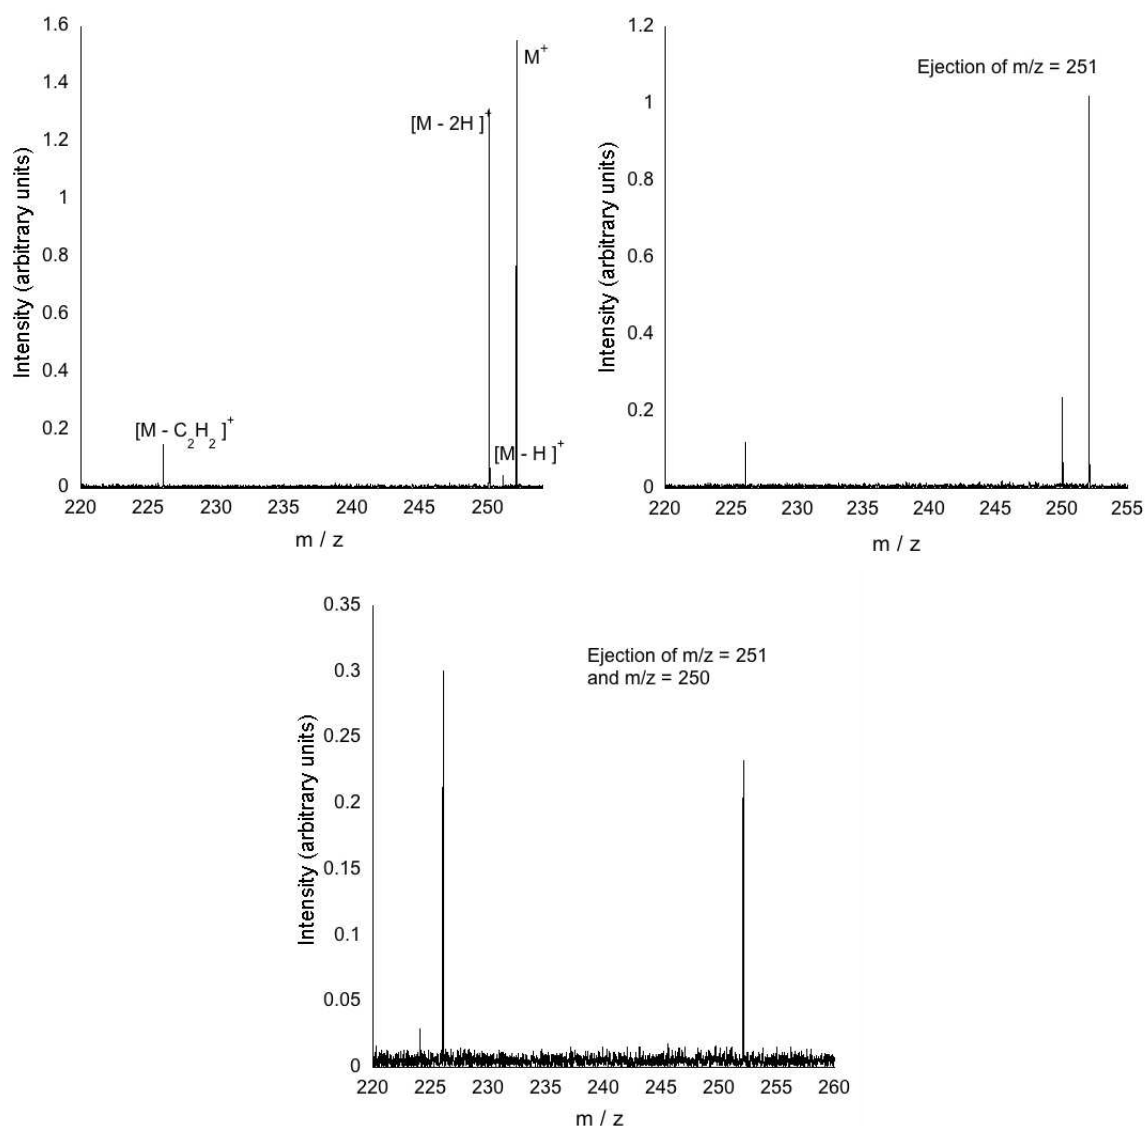 1.6
1.4
1.2
1
0.8
0.6
0.4
0.2
0
Intensity (arbitrary units)
M+
[M - 2H ]+
[M - C2H2 ]+
[M - H ]+
220 225 230 235 240 245 250
m / z
1.2
1
0.8
0.6
0.4
0.2
0
Intensity (arbitrary units)
Ejection of m/z = 251
220 225 230 235 240 245 250 255
m / z
0.35
0.3
0.25
0.2
0.15
0.1
0.05
0
Intensity (arbitrary units)
Ejection of m/z = 251
and m/z = 250
220 225 230 235 240 245 250 255 260
m / z